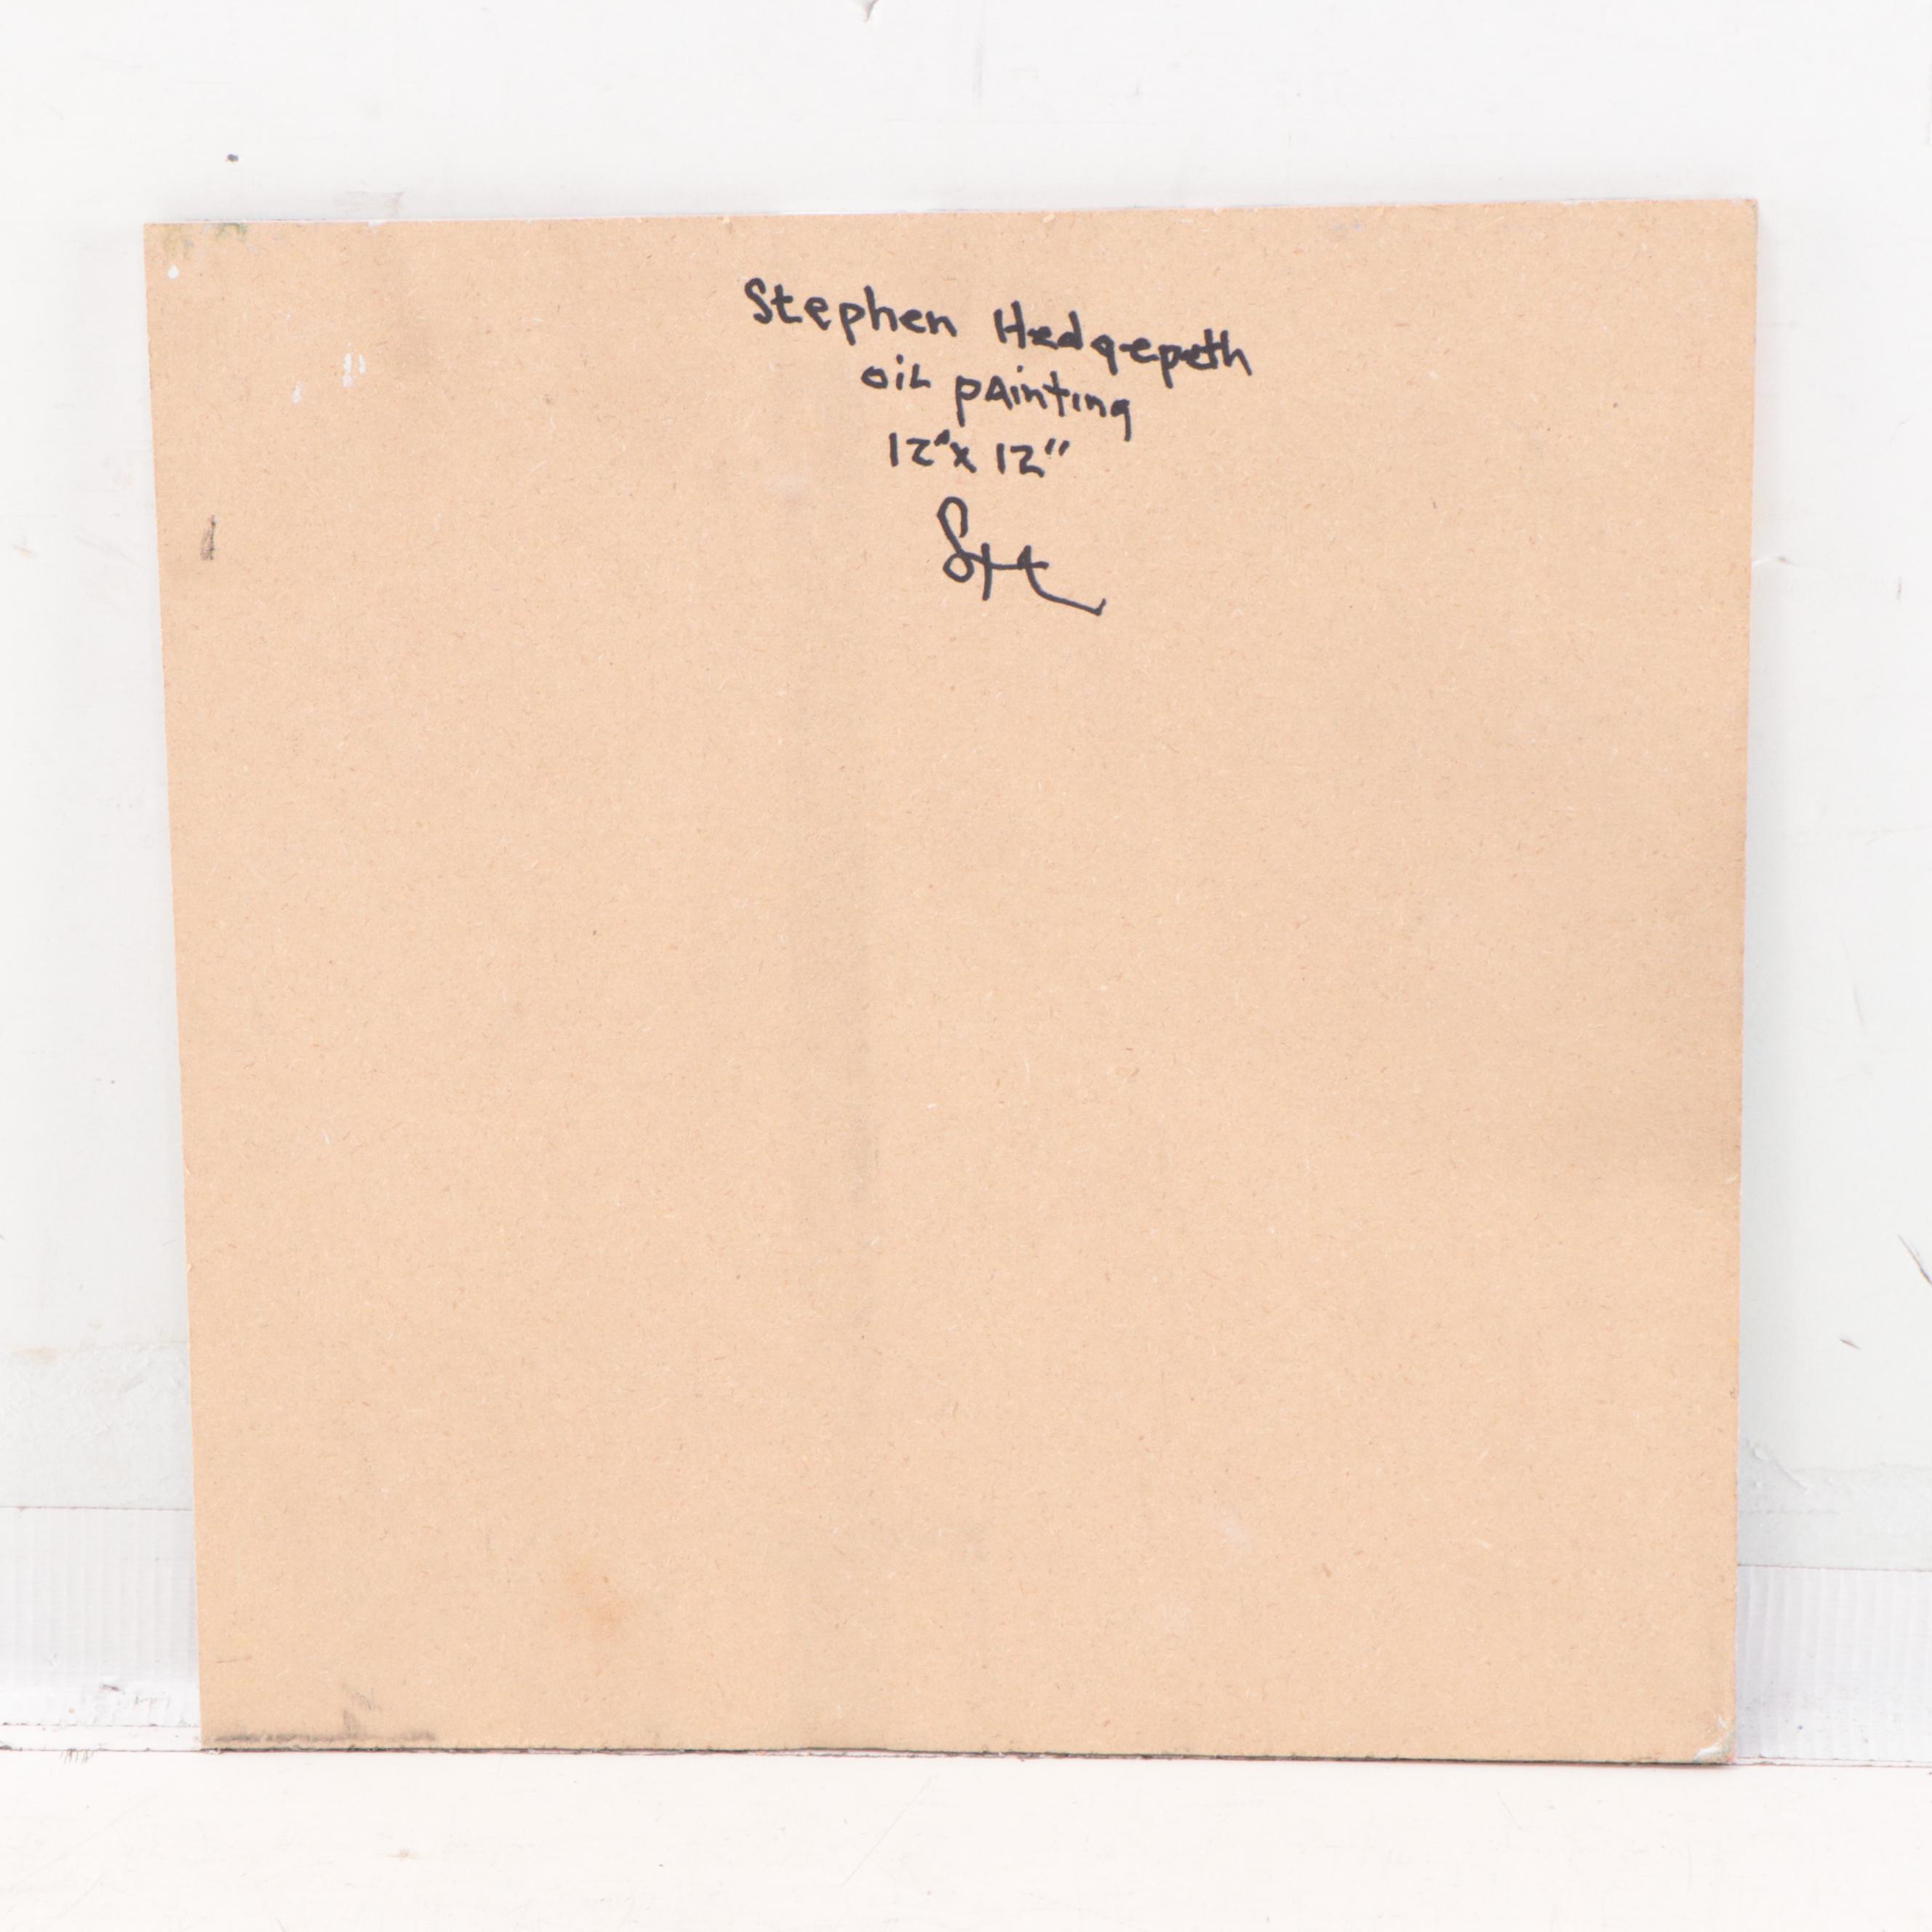 Stephen Hedgepeth
oil painting
12"x 12"